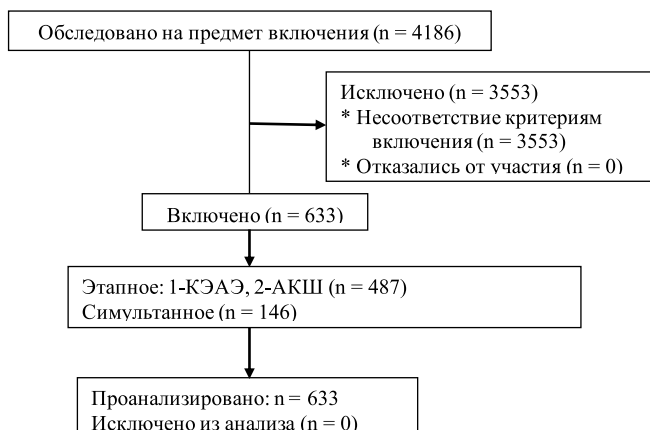 Обследовано на предмет включения (n = 4186)
Исключено (n = 3553)
* Несоответствие критериям
включения (n = 3553)
* Отказались от участия (n = 0)
Включено (n = 633)
Этапное: 1-КЭАЭ, 2-АКШ (n = 487)
Симультанное (n = 146)
Проанализировано: n = 633
Исключено из анализа (n = 0)